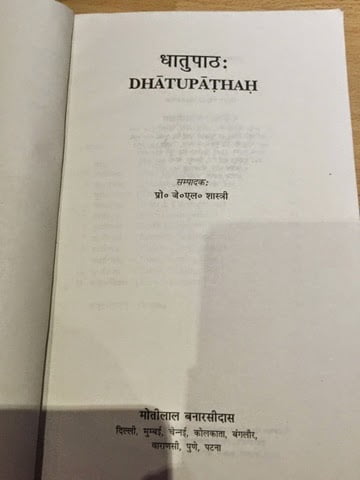 धातुपाठः
DHĀTUPĀṬHAḤ
सम्पादकः
प्रो० जे०एल० शास्त्री
मोतीलाल बनारसीदास
दिल्ली, मुम्बई, चेन्नई, कोलकाता, बंगलौर,
वाराणसी, पुणे, पटना